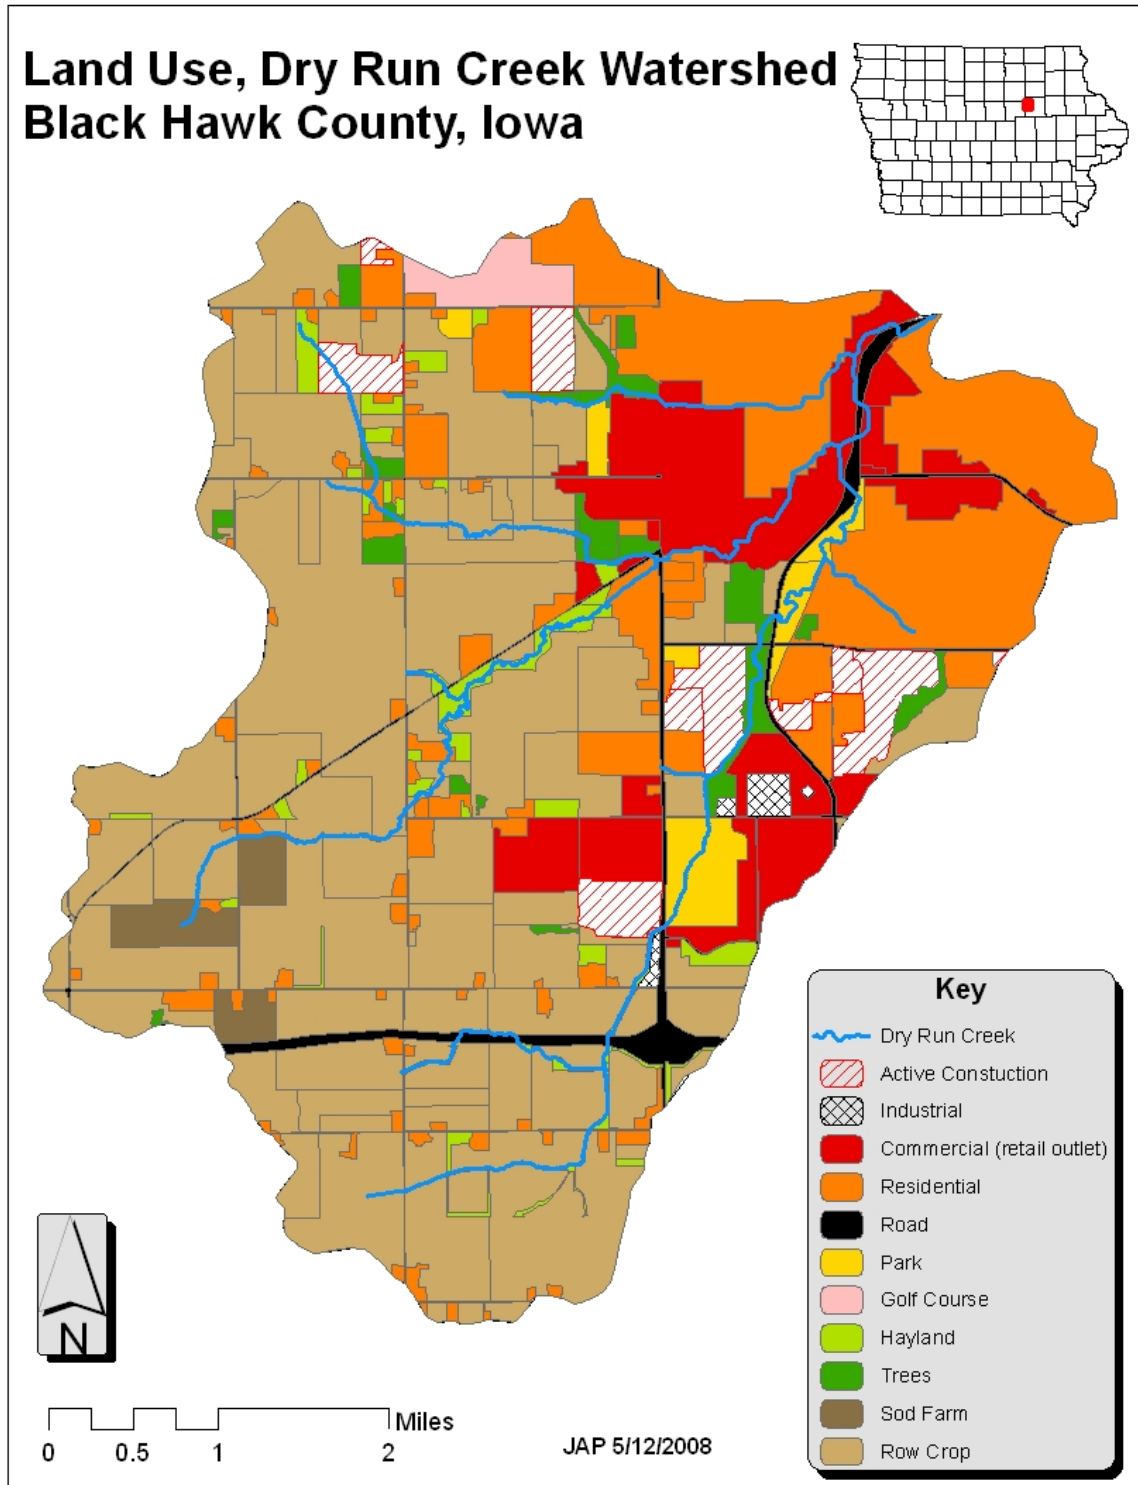 Land Use, Dry Run Creek Watershed
Black Hawk County, Iowa
Key
Dry Run Creek
Active Constuction
Industrial
Commercial (retail outlet)
Residential
Road
Park
Golf Course
Hayland
Trees
Sod Farm
Row Crop
N
Miles
0 0.5 1 2
JAP 5/12/2008